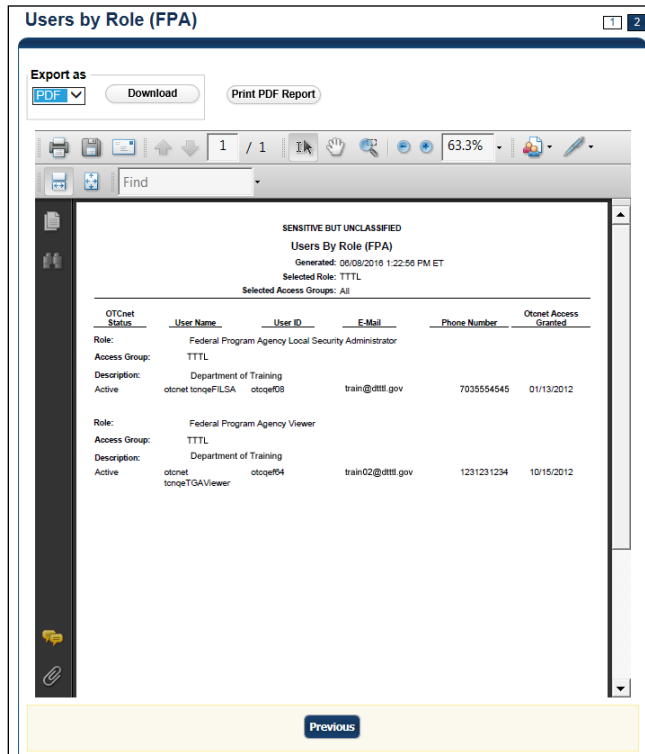 Users by Role (FPA)
1 2
Export as
PDF Download Print PDF Report
1 / 1 63.3%
Find
SENSITIVE BUT UNCLASSIFIED
Users By Role (FPA)
Generated: 06/08/2016 1:22:56 PM ET
Selected Role: TTTL
Selected Access Groups: All
OTCnet Status User Name User ID E-Mail Phone Number Otcnet Access Granted
Role: Federal Program Agency Local Security Administrator
Access Group: TTTL
Description: Department of Training
Active otcnet tcnqeFILSA otcqef08 train@dtttl.gov 7035554545 01/13/2012
Role: Federal Program Agency Viewer
Access Group: TTTL
Description: Department of Training
Active otcnet tcnqeTGAViewer otcqef64 train02@dtttl.gov 1231231234 10/15/2012
Previous